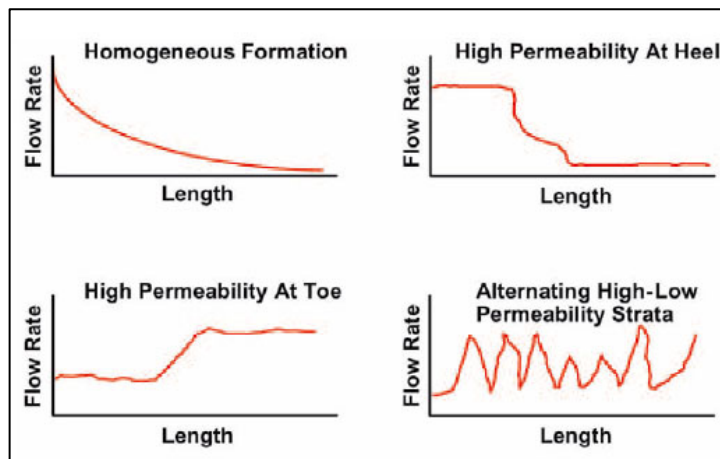 Homogeneous Formation
Flow Rate
Length
High Permeability At Heel
Flow Rate
Length
High Permeability At Toe
Flow Rate
Length
Alternating High-Low
Permeability Strata
Flow Rate
Length